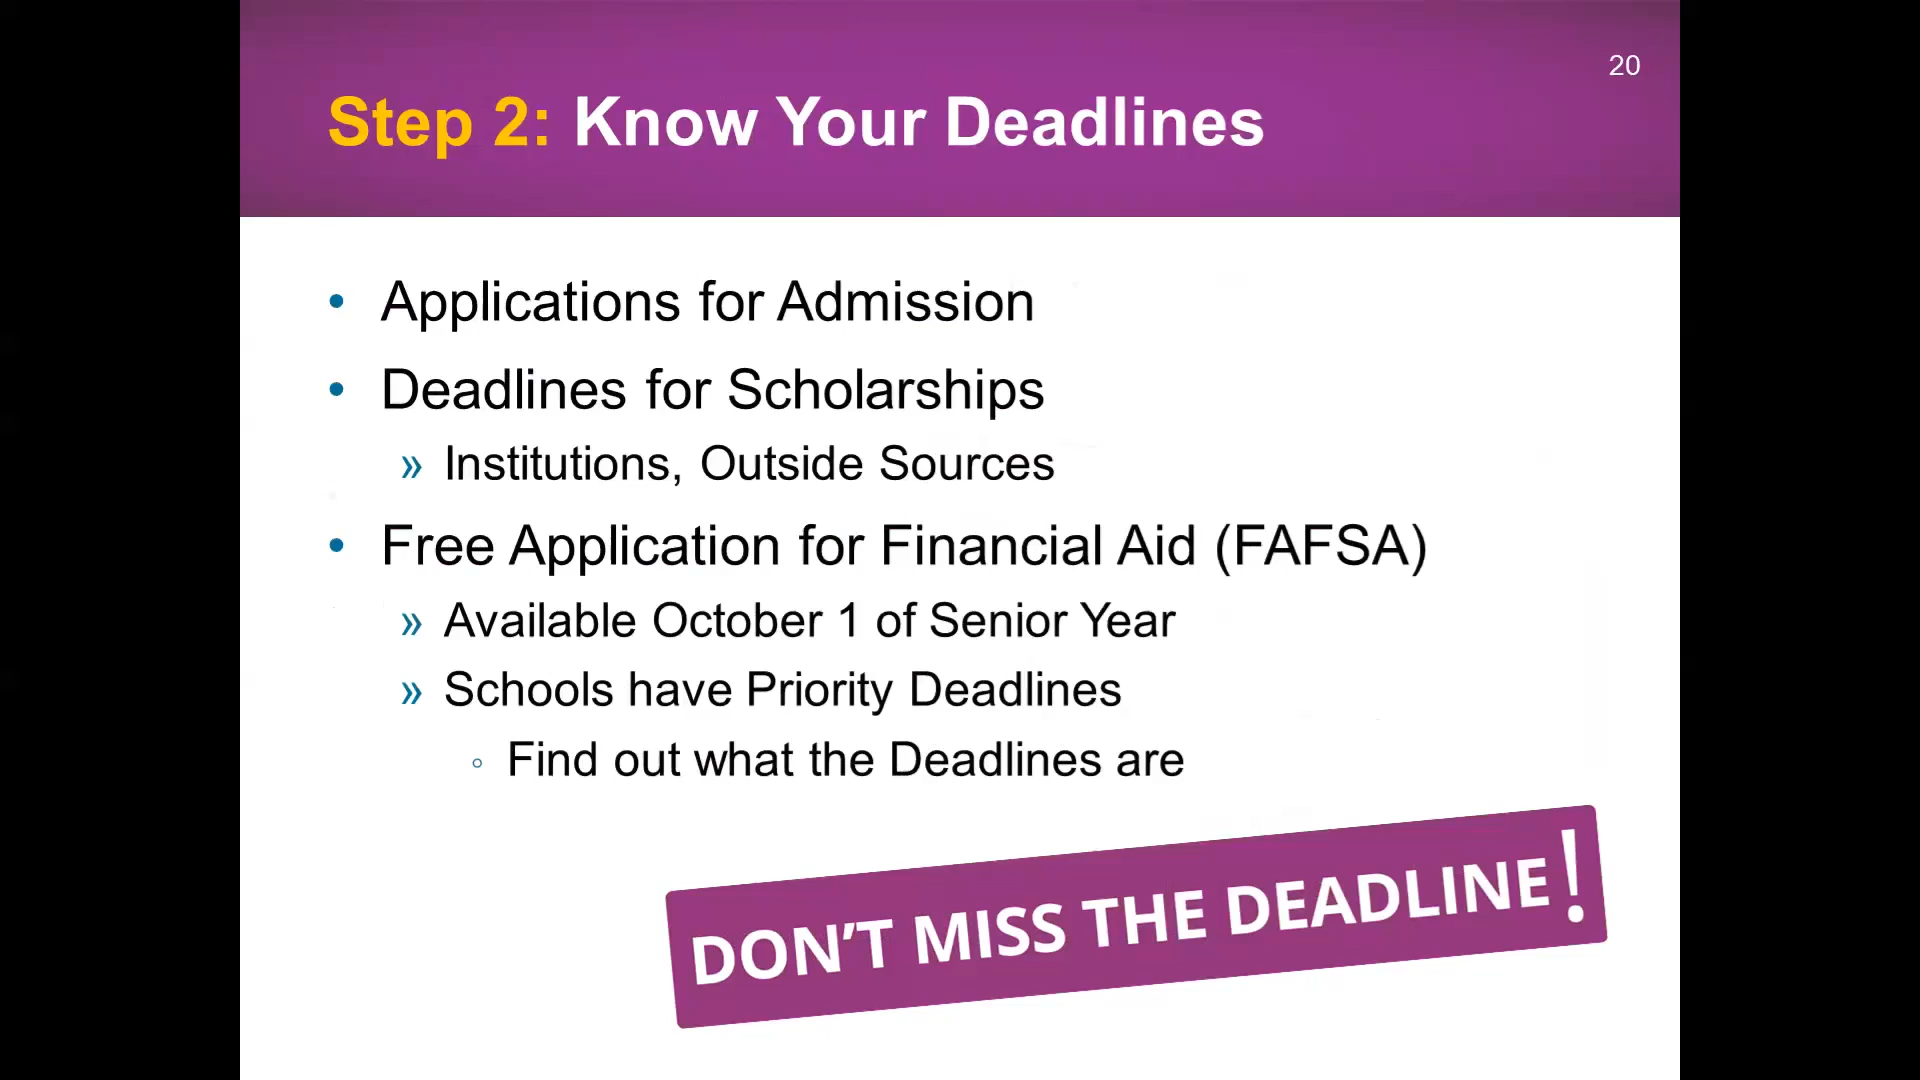 20
Step 2: Know Your Deadlines
• Applications for Admission
• Deadlines for Scholarships
» Institutions, Outside Sources
• Free Application for Financial Aid (FAFSA)
» Available October 1 of Senior Year
» Schools have Priority Deadlines
◦ Find out what the Deadlines are
DON'T MISS THE DEADLINE!